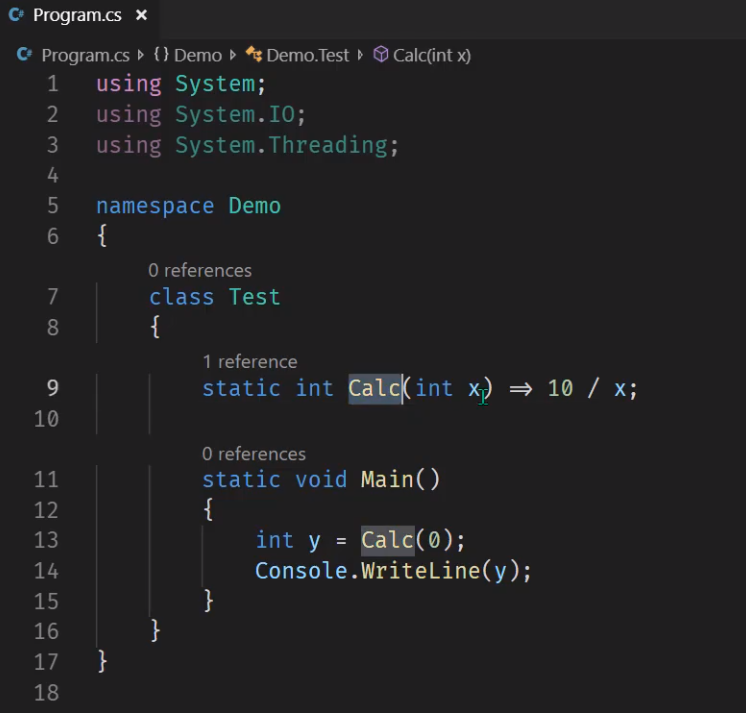 C# Program.cs ×
C# Program.cs › {} Demo › Demo.Test › Calc(int x)
1 using System;
2 using System.IO;
3 using System.Threading;
4
5 namespace Demo
6 {
0 references
7 class Test
8 {
1 reference
9 static int Calc(int x) => 10 / x;
10
0 references
11 static void Main()
12 {
13 int y = Calc(0);
14 Console.WriteLine(y);
15 }
16 }
17 }
18